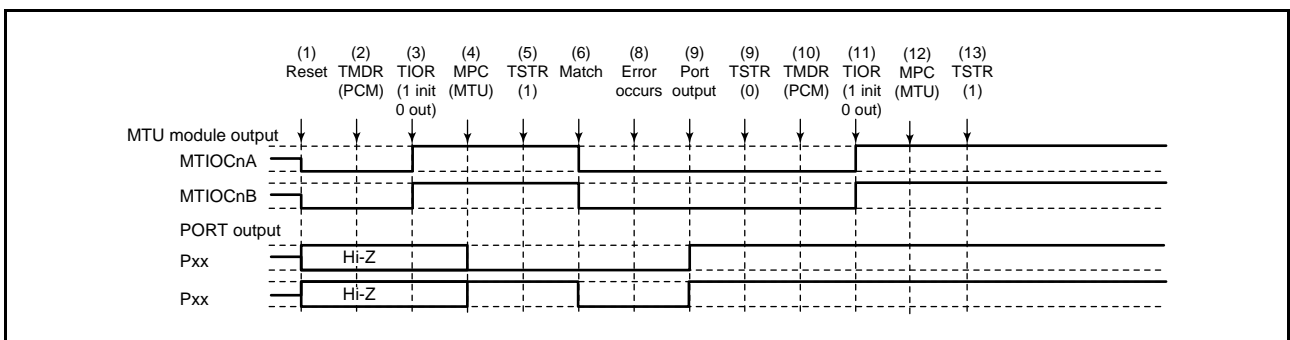 (1) (2) (3) (4) (5) (6) (8) (9) (9) (10) (11) (12) (13)
Reset TMDR TIOR MPC TSTR Match Error Port TSTR TMDR TIOR MPC TSTR
(PCM) (1 init (MTU) (1) occurs output (0) (PCM) (1 init (MTU) (1)
0 out) 0 out)
MTU module output
MTIOCnA
MTIOCnB
PORT output
Pxx Hi-Z
Pxx Hi-Z